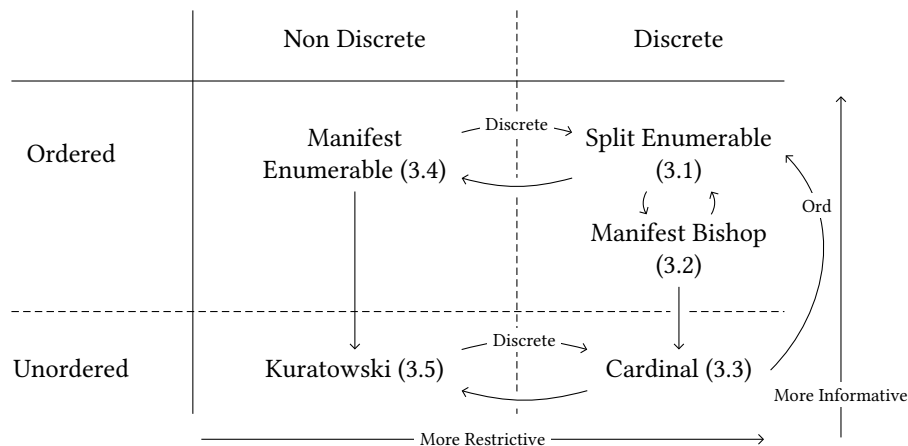 Non Discrete
Discrete
Ordered
Manifest
Enumerable (3.4)
Discrete
Split Enumerable
(3.1)
Ord
Manifest Bishop
(3.2)
Unordered
Kuratowski (3.5)
Discrete
Cardinal (3.3)
More Informative
More Restrictive